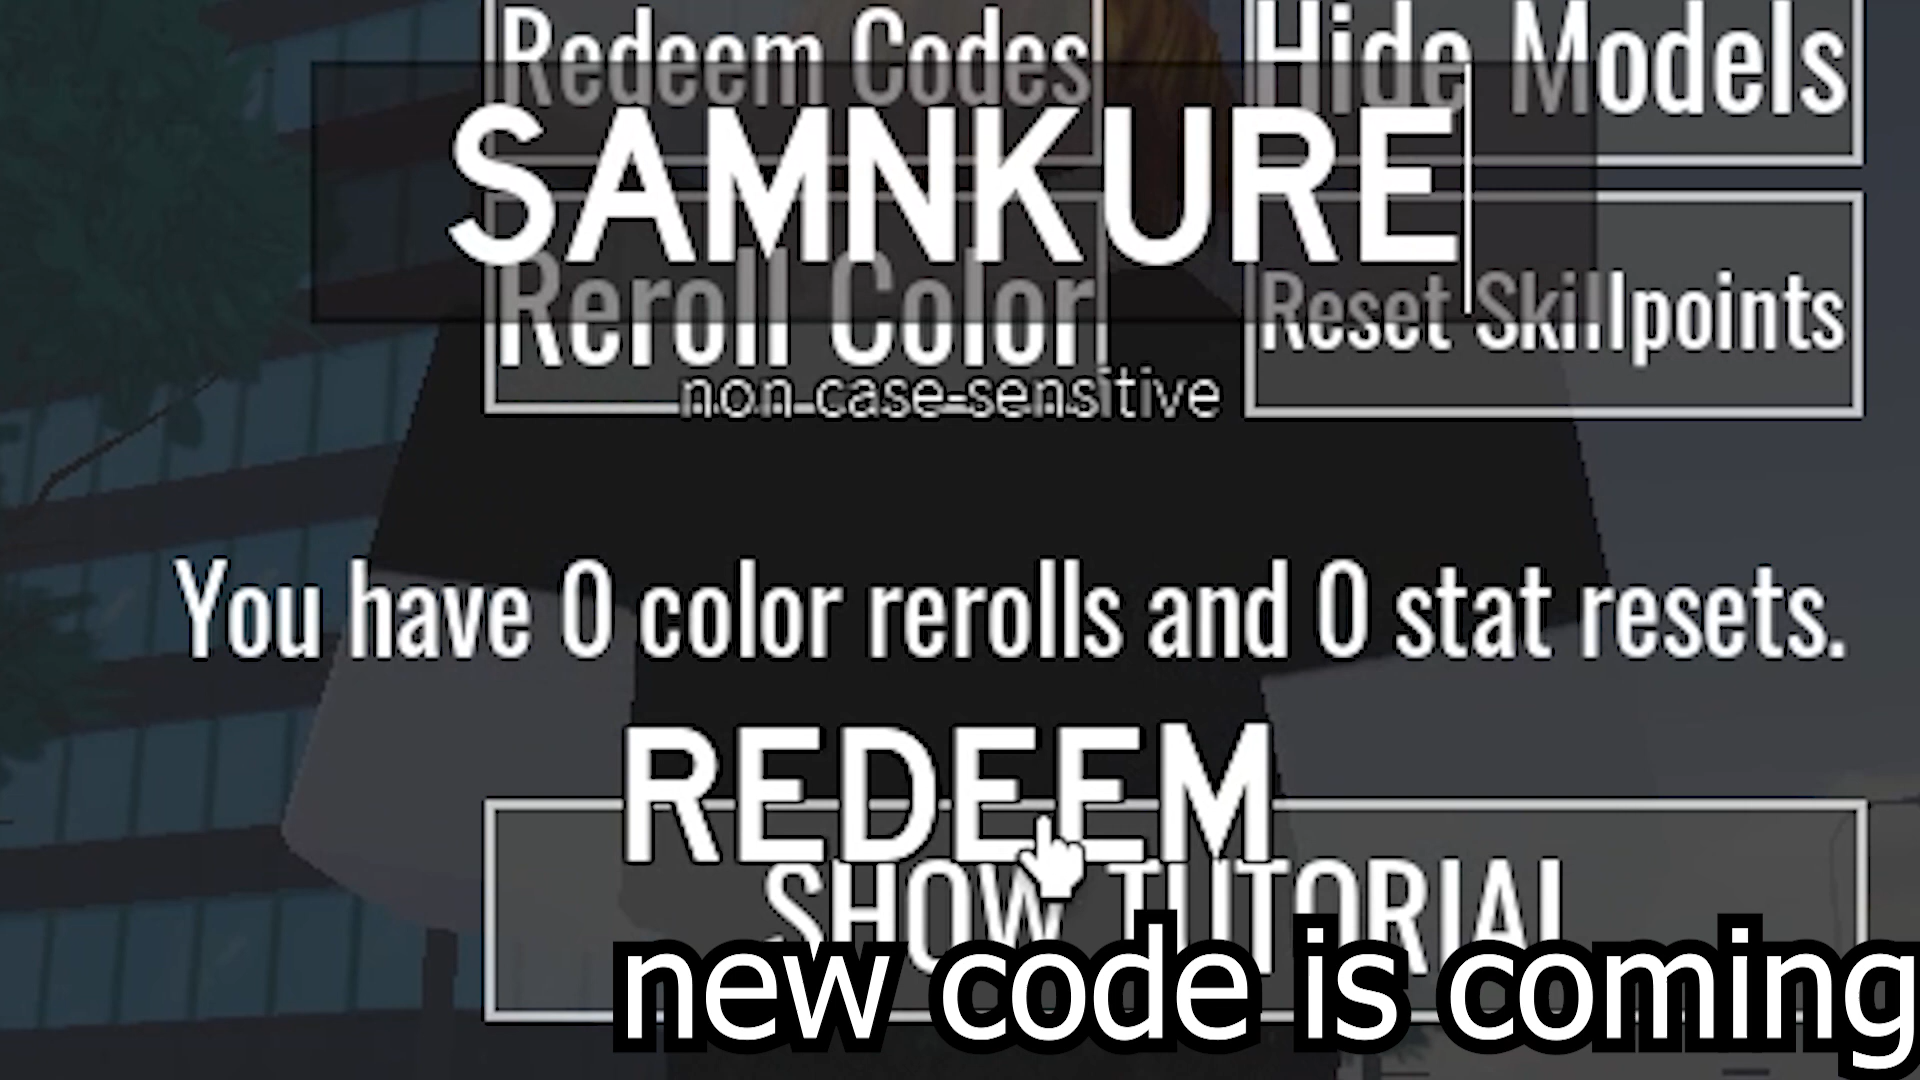 Redeem Codes
Hide Models
SAMNKURE
Reroll Color
Reset Skillpoints
non case-sensitive
You have 0 color rerolls and 0 stat resets.
REDEEM
SHOW TUTORIAL
new code is coming